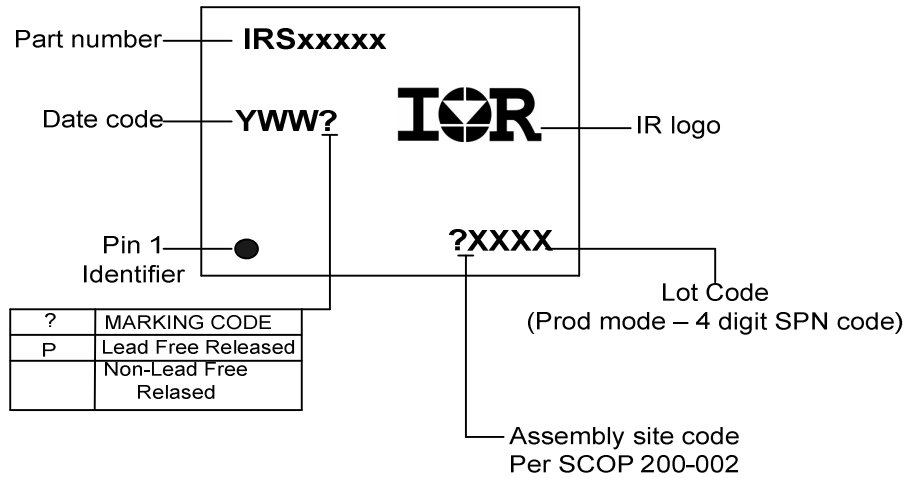 Part number
IRSxxxxx
Date code
YWW?
IOR
IR logo
Pin 1
Identifier
?XXXX
Lot Code
(Prod mode – 4 digit SPN code)
? MARKING CODE
P Lead Free Released
Non-Lead Free
Relased
Assembly site code
Per SCOP 200-002